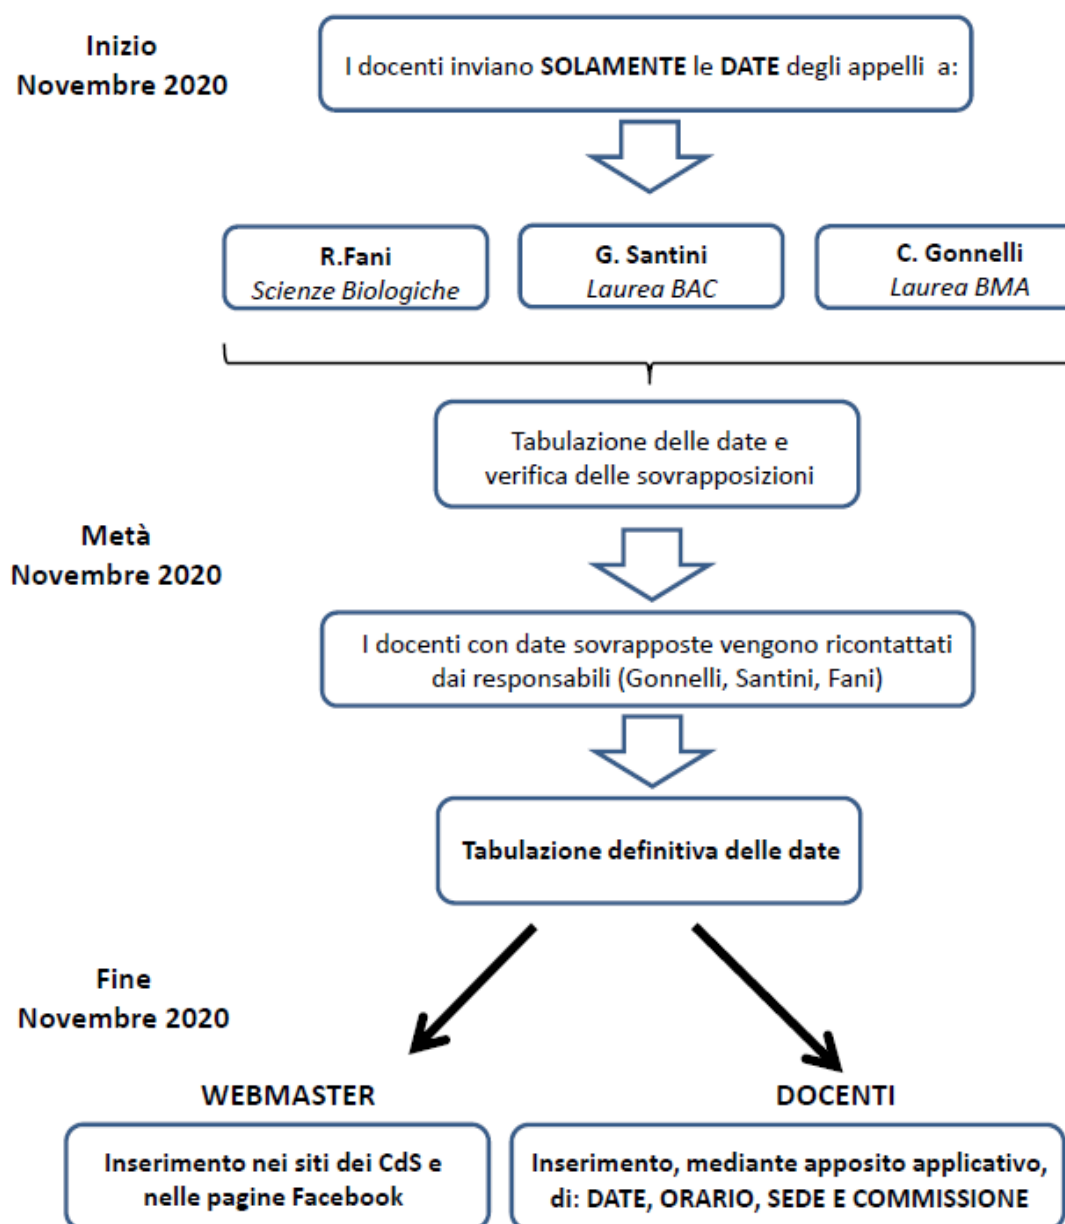 Inizio
Novembre 2020
I docenti inviano SOLAMENTE le DATE degli appelli a:
R.Fani
Scienze Biologiche
G. Santini
Laurea BAC
C. Gonnelli
Laurea BMA
Tabulazione delle date e
verifica delle sovrapposizioni
Metà
Novembre 2020
I docenti con date sovrapposte vengono ricontattati
dai responsabili (Gonnelli, Santini, Fani)
Tabulazione definitiva delle date
Fine
Novembre 2020
WEBMASTER
Inserimento nei siti dei CdS e
nelle pagine Facebook
DOCENTI
Inserimento, mediante apposito applicativo,
di: DATE, ORARIO, SEDE E COMMISSIONE